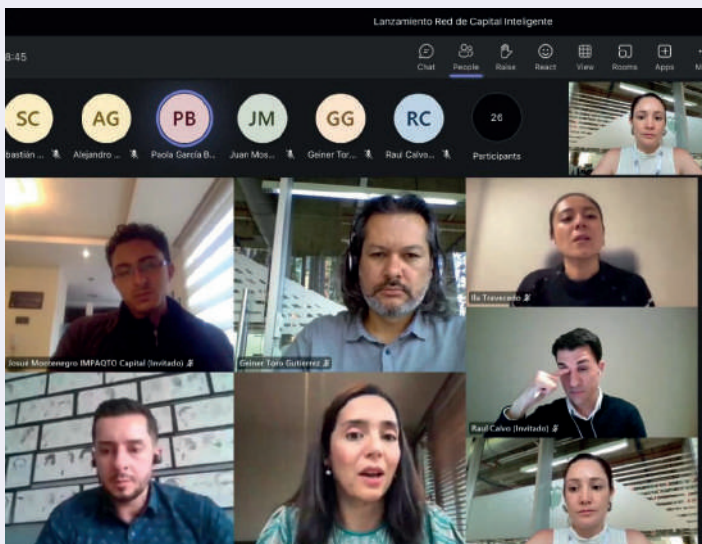 Lanzamiento Red de Capital Inteligente
8:45
Chat People Raise React View Rooms Apps M
SC AG PB JM GG RC 26
bastián ... Alejandro ... Paola García B... Juan Mos... Geiner Tor... Raul Calvo... Participants
Josué Montenegro IMPAQTO Capital (Invitado)
Geiner Toro Gutierrez
Ila Travecedo
Raul Calvo (Invitado)